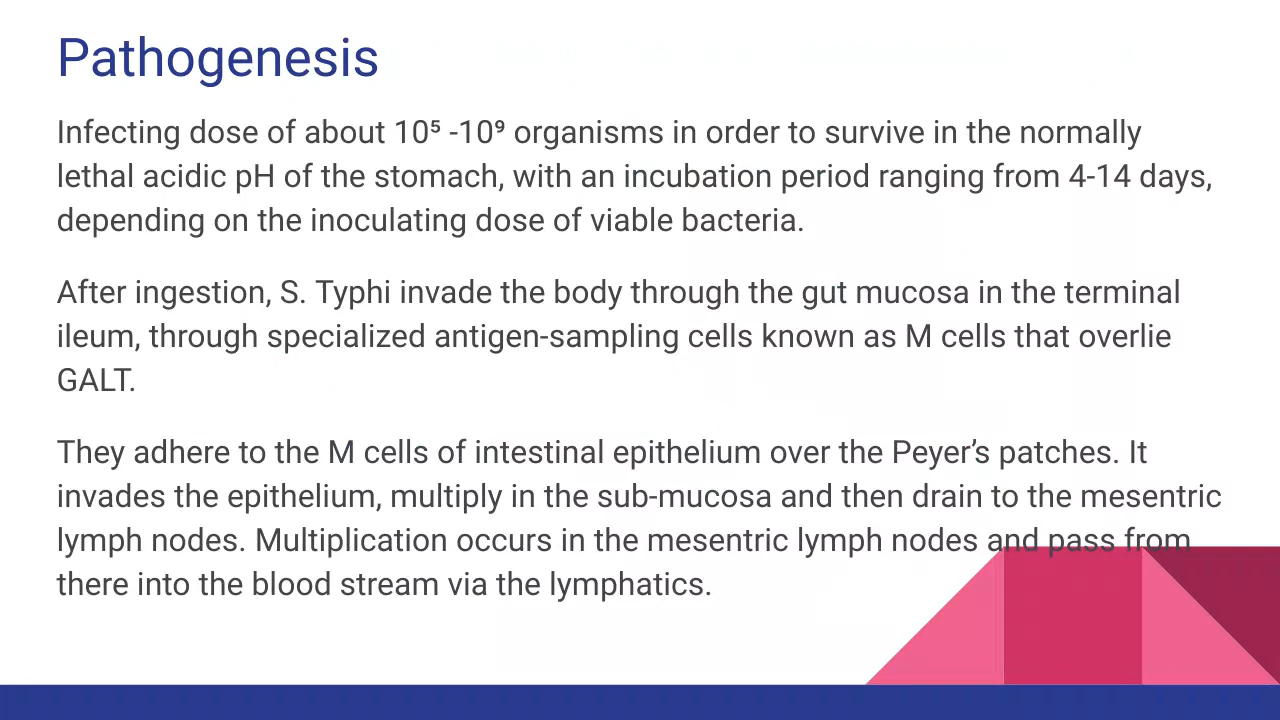 Pathogenesis
Infecting dose of about 10⁵ -10⁹ organisms in order to survive in the normally
lethal acidic pH of the stomach, with an incubation period ranging from 4-14 days,
depending on the inoculating dose of viable bacteria.
After ingestion, S. Typhi invade the body through the gut mucosa in the terminal
ileum, through specialized antigen-sampling cells known as M cells that overlie
GALT.
They adhere to the M cells of intestinal epithelium over the Peyer’s patches. It
invades the epithelium, multiply in the sub-mucosa and then drain to the mesentric
lymph nodes. Multiplication occurs in the mesentric lymph nodes and pass from
there into the blood stream via the lymphatics.